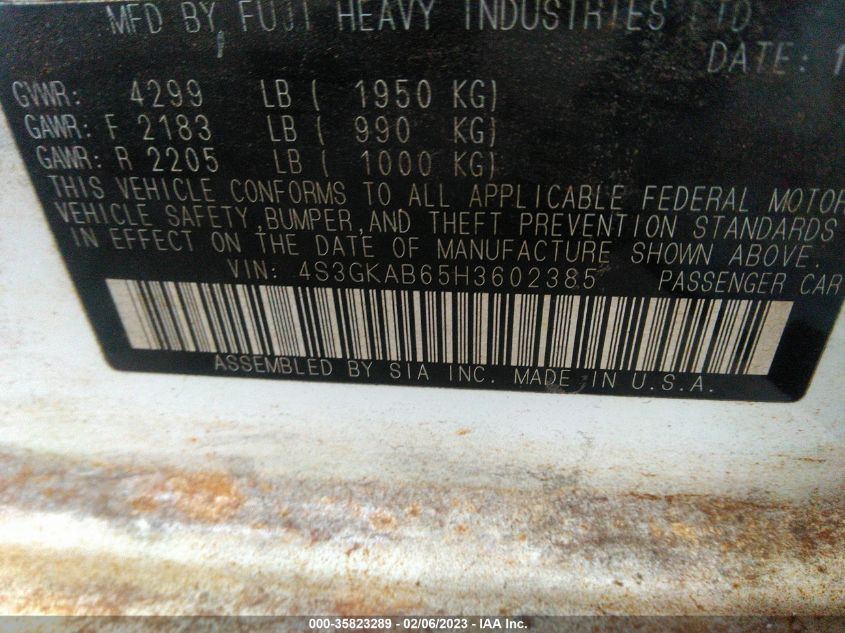 MFD BY, FUJI HEAVY INDUSTRIES LTD.
DATE: 1
GVWR: 4299 LB ( 1950 KG)
GAWR: F 2183 LB ( 990 KG)
GAWR: R 2205 LB ( 1000 KG)
THIS VEHICLE CONFORMS TO ALL APPLICABLE FEDERAL MOTOR
VEHICLE SAFETY,BUMPER,AND THEFT PREVENTION STANDARDS
IN EFFECT ON THE DATE OF MANUFACTURE SHOWN ABOVE.
VIN: 4S3GKAB65H3602385 PASSENGER CAR
ASSEMBLED BY SIA INC. MADE IN U.S.A.
000-35823289 - 02/06/2023 - IAA Inc.